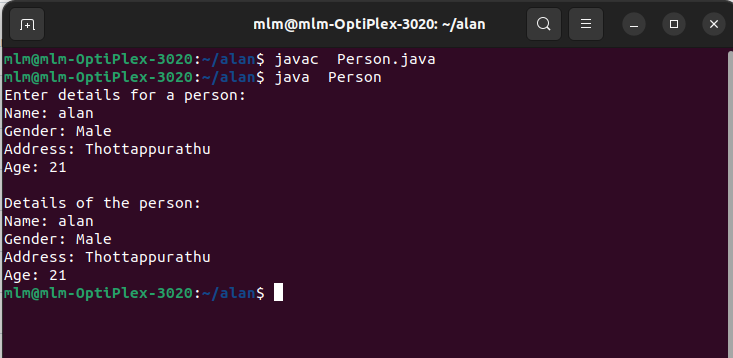 mlm@mlm-OptiPlex-3020: ~/alan
mlm@mlm-OptiPlex-3020:~/alan$ javac  Person.java
mlm@mlm-OptiPlex-3020:~/alan$ java  Person
Enter details for a person:
Name: alan
Gender: Male
Address: Thottappurathu
Age: 21

Details of the person:
Name: alan
Gender: Male
Address: Thottappurathu
Age: 21
mlm@mlm-OptiPlex-3020:~/alan$